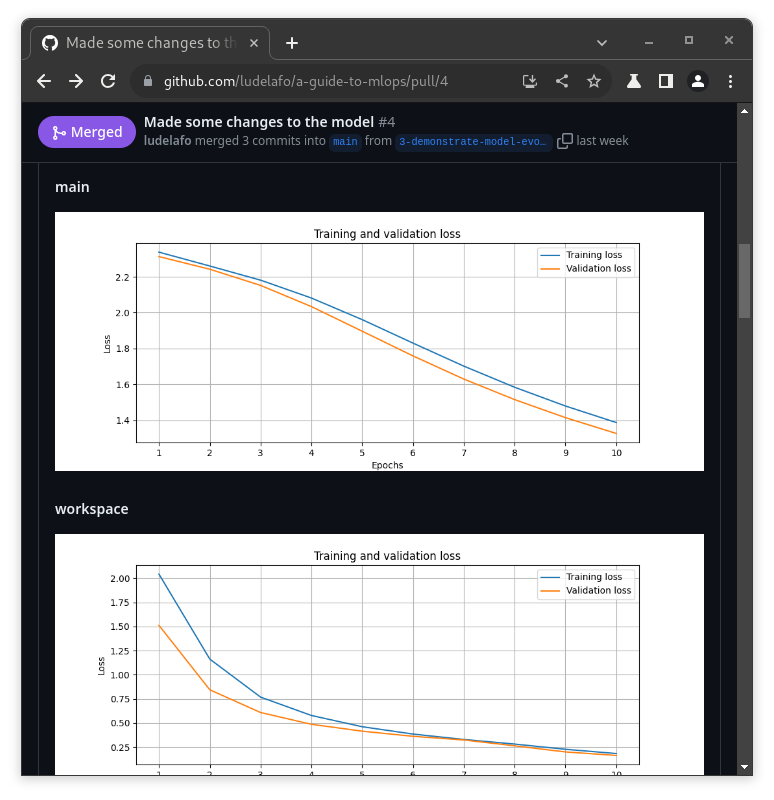 Made some changes to th
github.com/ludelafo/a-guide-to-mlops/pull/4
Merged
Made some changes to the model #4
ludelafo merged 3 commits into main from 3-demonstrate-model-evo… last week
main
Training and validation loss
Training loss
Validation loss
2.2
2.0
1.8
1.6
1.4
Loss
1 2 3 4 5 6 7 8 9 10
Epochs
workspace
Training and validation loss
Training loss
Validation loss
2.00
1.75
1.50
1.25
1.00
0.75
0.50
0.25
Loss
1 2 3 4 5 6 7 8 9 10